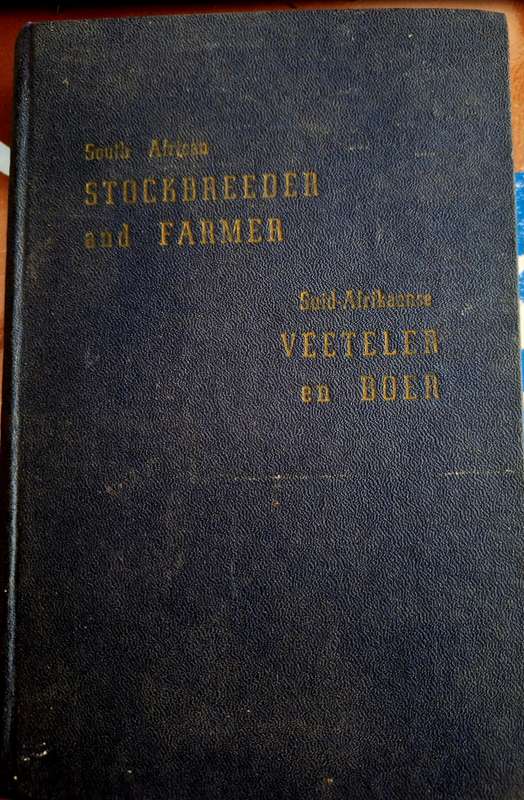 South African
STOCKBREEDER
and FARMER
Suid-Afrikaanse
VEETELER
en BOER